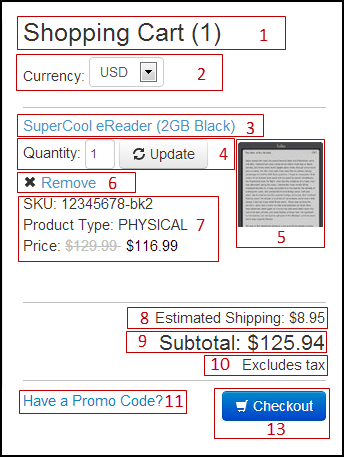 Shopping Cart (1) 1
Currency: USD 2
SuperCool eReader (2GB Black) 3
Quantity: 1 Update 4
✖ Remove 6
5
SKU: 12345678-bk2
Product Type: PHYSICAL 7
Price: $129.99 $116.99
8 Estimated Shipping: $8.95
9 Subtotal: $125.94
10 Excludes tax
Have a Promo Code? 11
Checkout
13